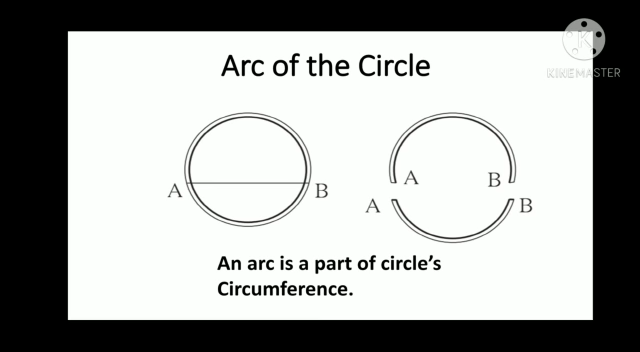 Arc of the Circle
K
KINEMASTER
A
B
A
B
A
B
An arc is a part of circle’s
Circumference.